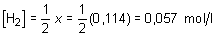 [H₂] = 1/2 x = 1/2 (0,114) = 0,057 mol/l